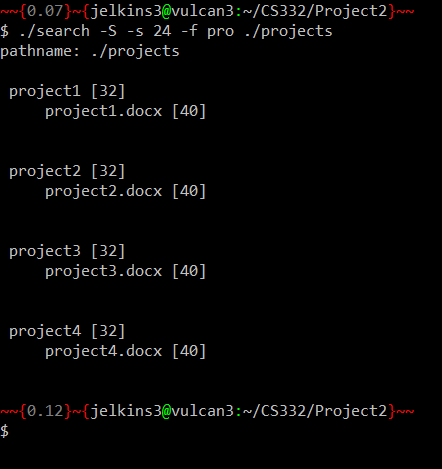 ~~{0.07}~{jelkins3@vulcan3:~/CS332/Project2}~~
$ ./search -S -s 24 -f pro ./projects
pathname: ./projects
project1 [32]
project1.docx [40]
project2 [32]
project2.docx [40]
project3 [32]
project3.docx [40]
project4 [32]
project4.docx [40]
~~{0.12}~{jelkins3@vulcan3:~/CS332/Project2}~~
$